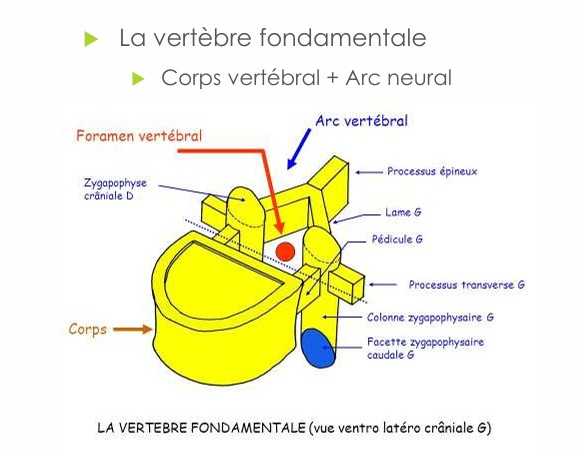 La vertèbre fondamentale
Corps vertébral + Arc neural
Arc vertébral
Foramen vertébral
Processus épineux
Zygapophyse
crâniale D
Lame G
Pédicule G
Processus transverse G
Colonne zygapophysaire G
Corps
Facette zygapophysaire
caudale G
LA VERTEBRE FONDAMENTALE (vue ventro latéro crâniale G)